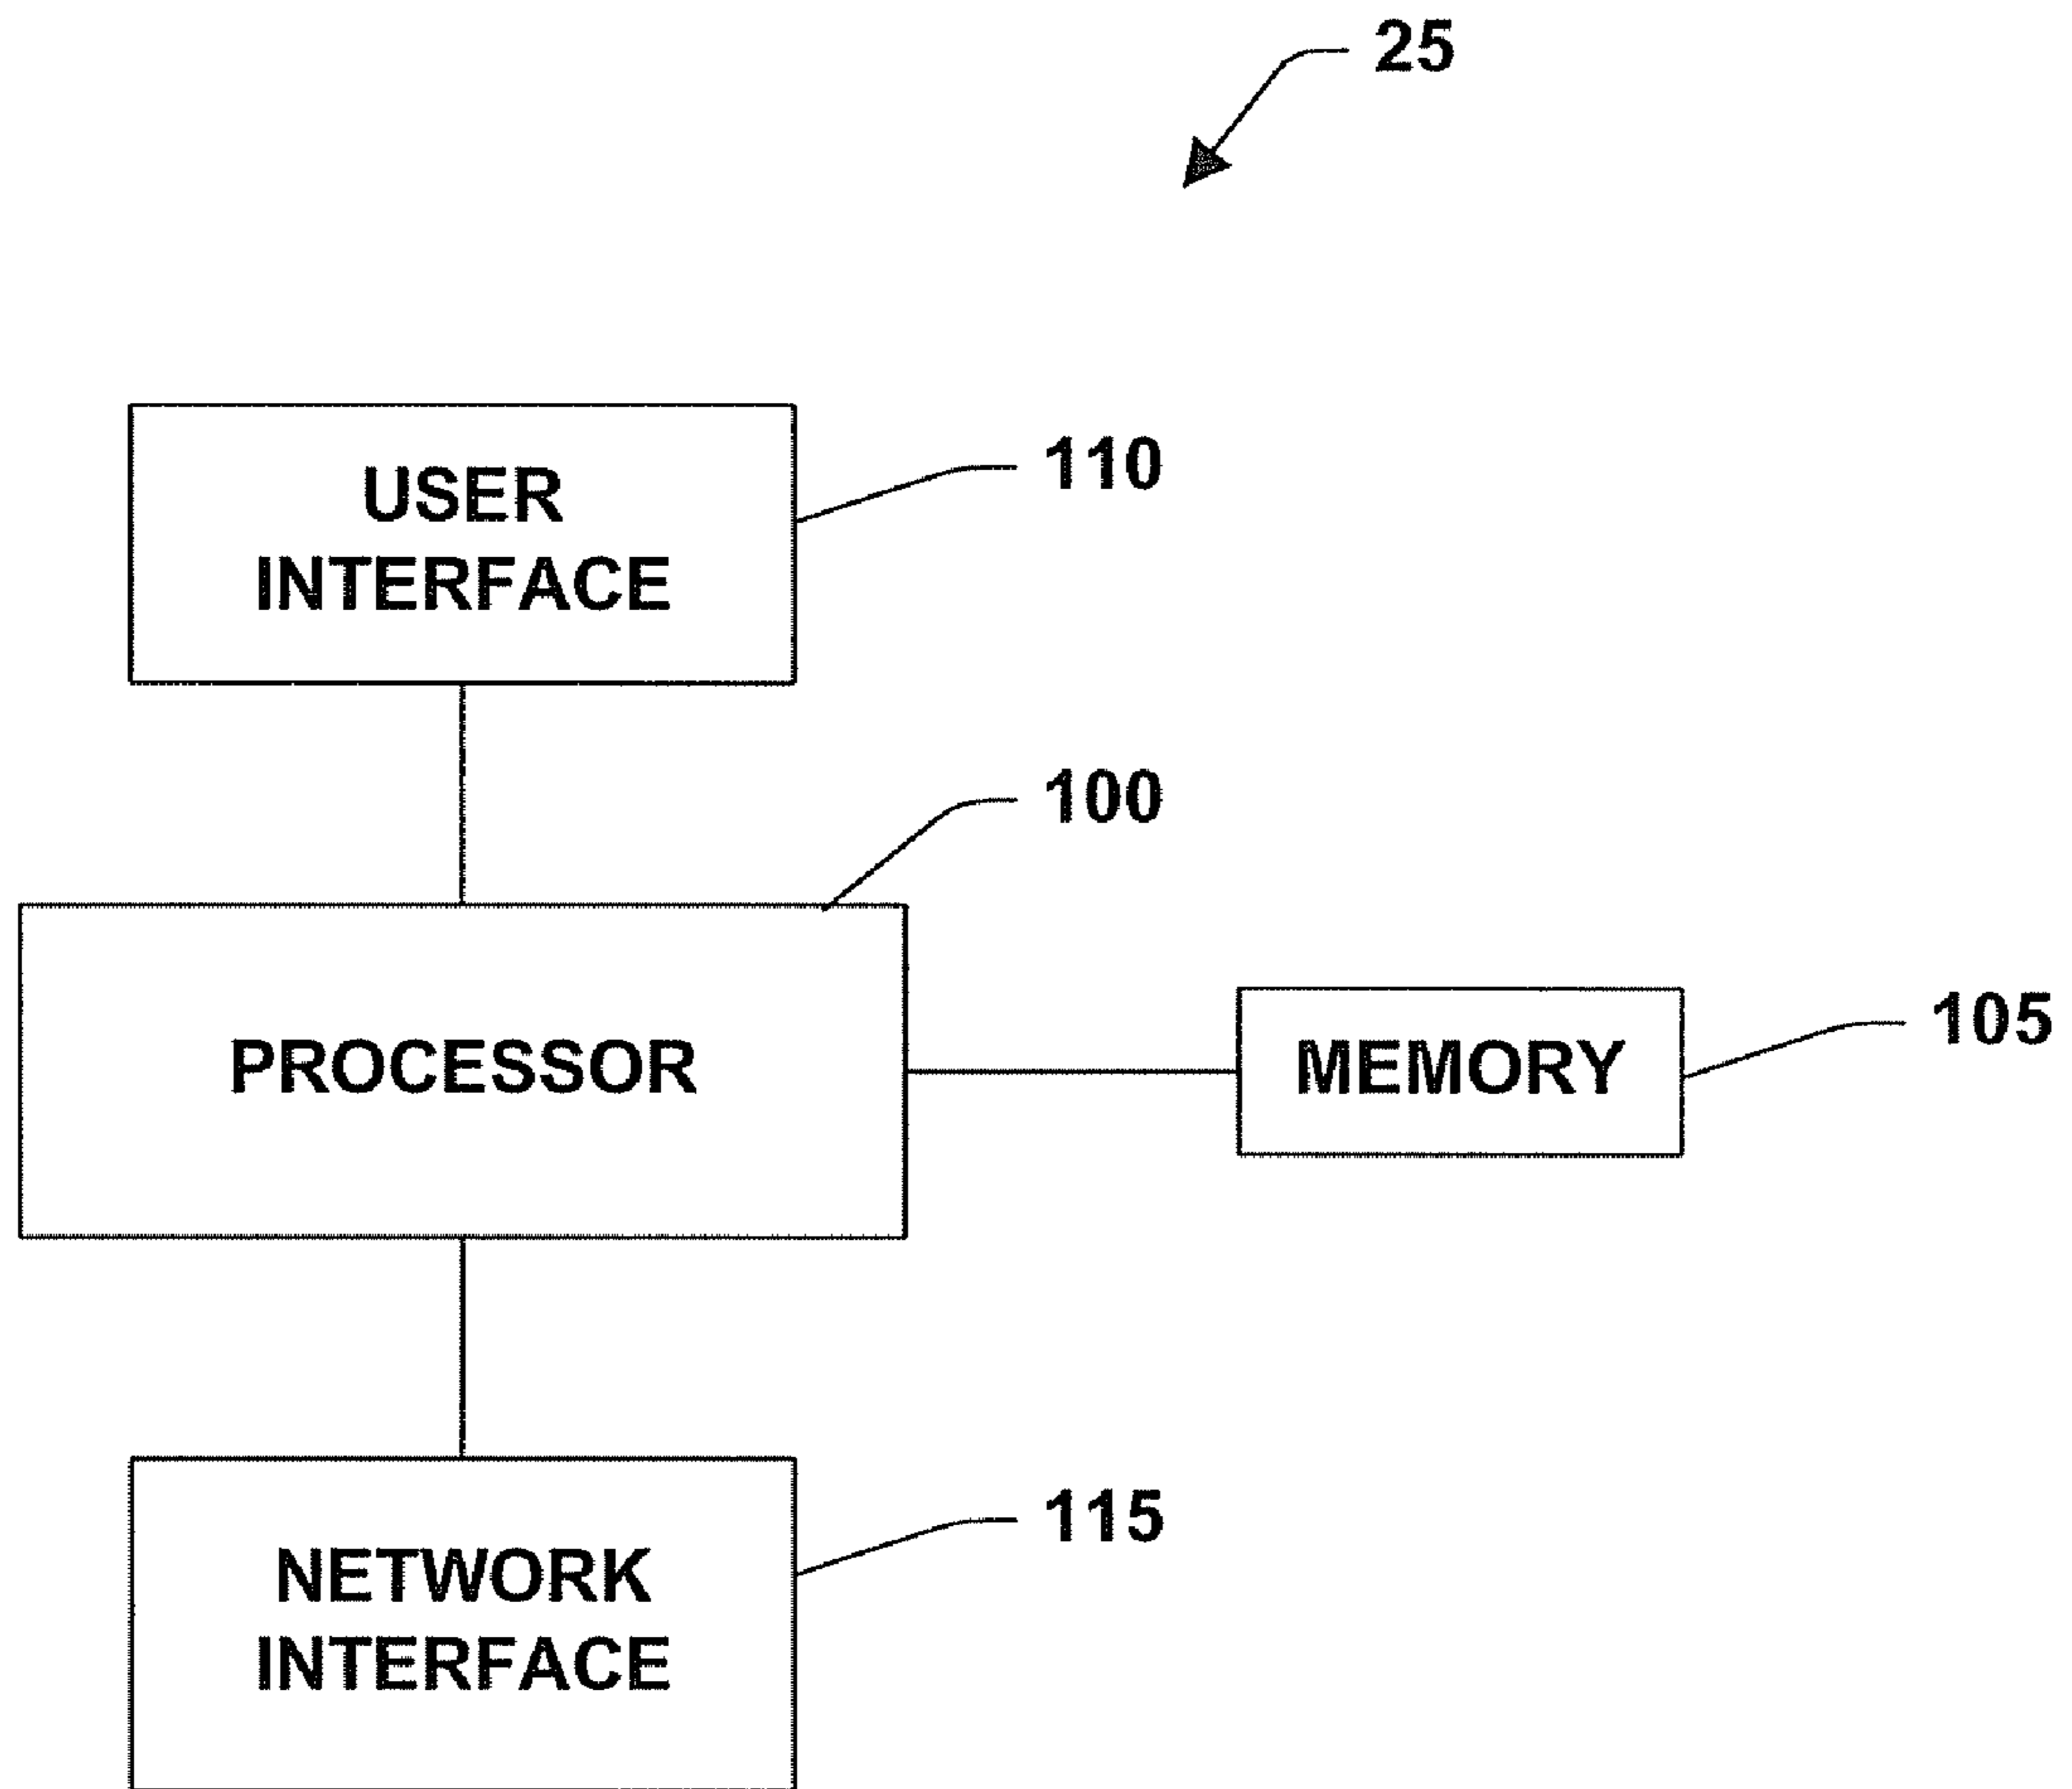 25
USER
INTERFACE
110
100
PROCESSOR
MEMORY
105
NETWORK
INTERFACE
115